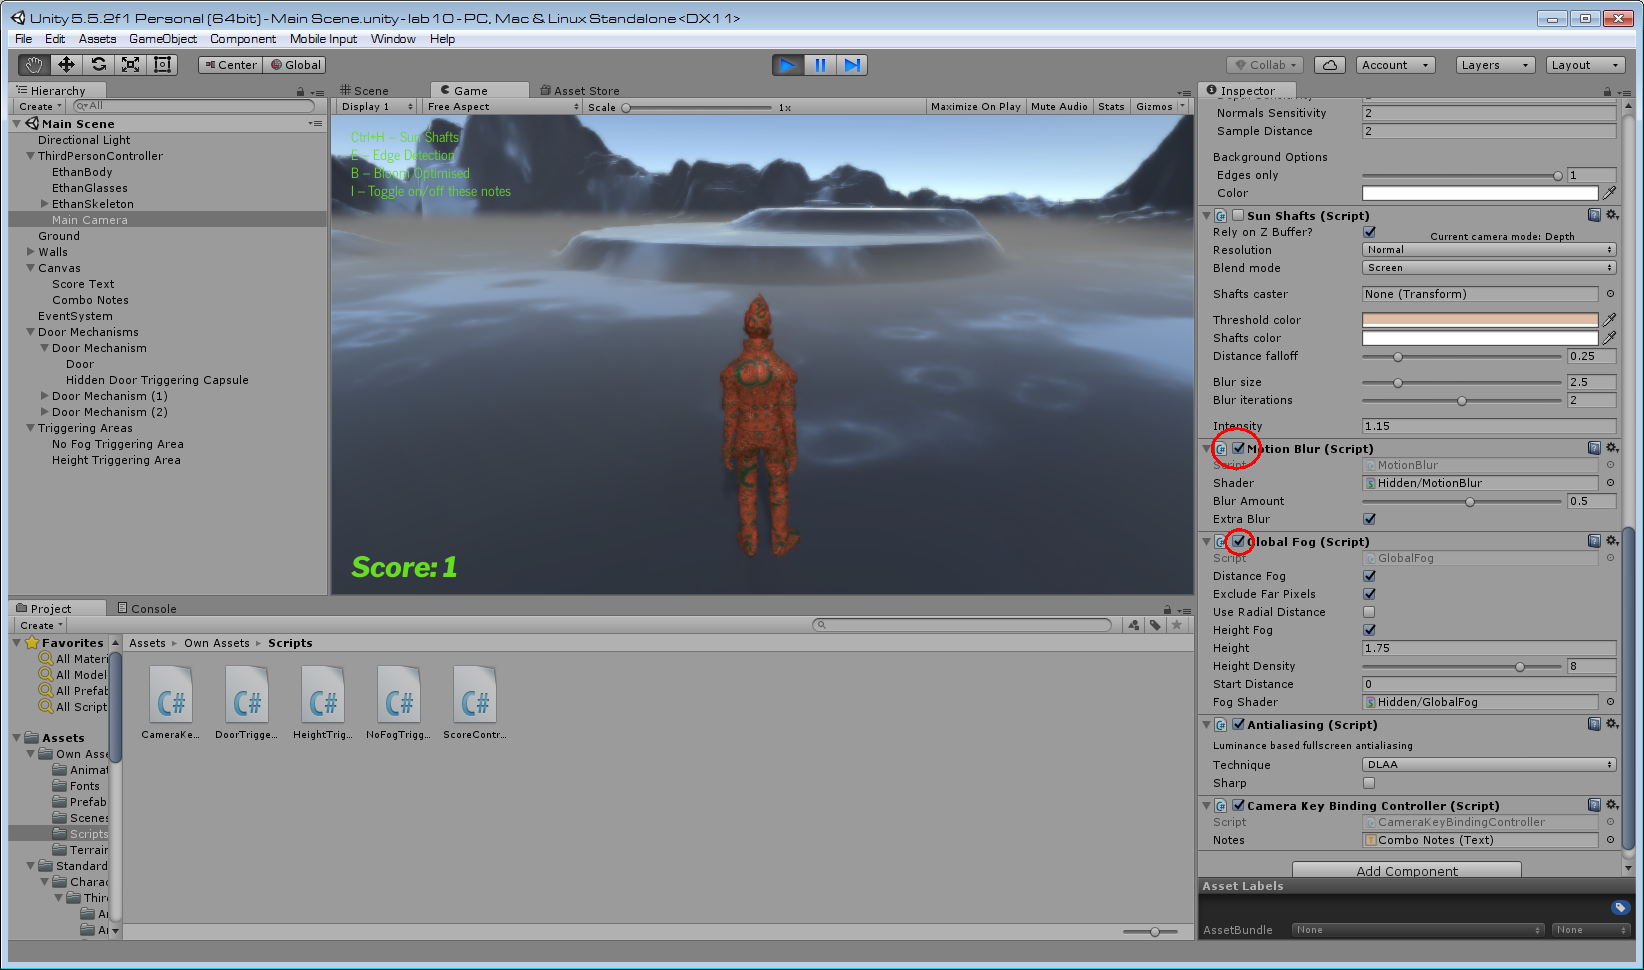 Unity 5.5.2f1 Personal (64bit) - Main Scene.unity - lab10 - PC, Mac & Linux Standalone <DX11>
File Edit Assets GameObject Component Mobile Input Window Help
Center Global Collab Account Layers Layout
Hierarchy
Create All
Main Scene
Directional Light
ThirdPersonController
EthanBody
EthanGlasses
EthanSkeleton
Main Camera
Ground
Walls
Canvas
Score Text
Combo Notes
EventSystem
Door Mechanisms
Door Mechanism
Door
Hidden Door Triggering Capsule
Door Mechanism (1)
Door Mechanism (2)
Triggering Areas
No Fog Triggering Area
Height Triggering Area
Scene Game Asset Store
Display 1 Free Aspect Scale 1x Maximize On Play Mute Audio Stats Gizmos
Ctrl+H – Sun Shafts
E – Edge Detection
B – Bloom Optimised
I – Toggle on/off these notes
Score: 1
Project Console
Create
Favorites
All Materi
All Model
All Prefab
All Script
Assets
Own Asse
Animat
Fonts
Prefab
Scenes
Scripts
Terrain
Standard
Charac
Thir
Ar
Ar
Assets ▸ Own Assets ▸ Scripts
C# C# C# C# C#
CameraKe... DoorTrigge... HeightTrig... NoFogTrigg... ScoreContr...
Inspector
Normals Sensitivity 2
Sample Distance 2
Background Options
Edges only 1
Color
Sun Shafts (Script)
Rely on Z Buffer? Current camera mode: Depth
Resolution Normal
Blend mode Screen
Shafts caster None (Transform)
Threshold color
Shafts color
Distance falloff 0.25
Blur size 2.5
Blur iterations 2
Intensity 1.15
Motion Blur (Script)
Script MotionBlur
Shader Hidden/MotionBlur
Blur Amount 0.5
Extra Blur
Global Fog (Script)
Script GlobalFog
Distance Fog
Exclude Far Pixels
Use Radial Distance
Height Fog
Height 1.75
Height Density 8
Start Distance 0
Fog Shader Hidden/GlobalFog
Antialiasing (Script)
Luminance based fullscreen antialiasing
Technique DLAA
Sharp
Camera Key Binding Controller (Script)
Script CameraKeyBindingController
Notes Combo Notes (Text)
Add Component
Asset Labels
AssetBundle None None